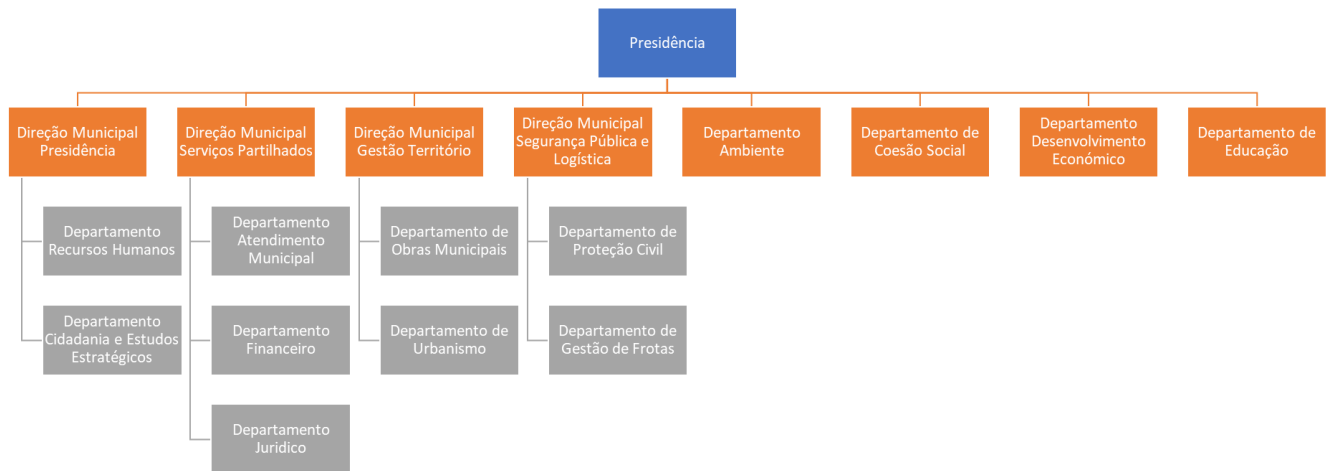 Presidência
Direção Municipal
Presidência
Direção Municipal
Serviços Partilhados
Direção Municipal
Gestão Território
Direção Municipal
Segurança Pública e
Logística
Departamento
Ambiente
Departamento de
Coesão Social
Departamento
Desenvolvimento
Económico
Departamento de
Educação
Departamento
Recursos Humanos
Departamento
Atendimento
Municipal
Departamento de
Obras Municipais
Departamento de
Proteção Civil
Departamento
Cidadania e Estudos
Estratégicos
Departamento
Financeiro
Departamento de
Urbanismo
Departamento de
Gestão de Frotas
Departamento
Juridico